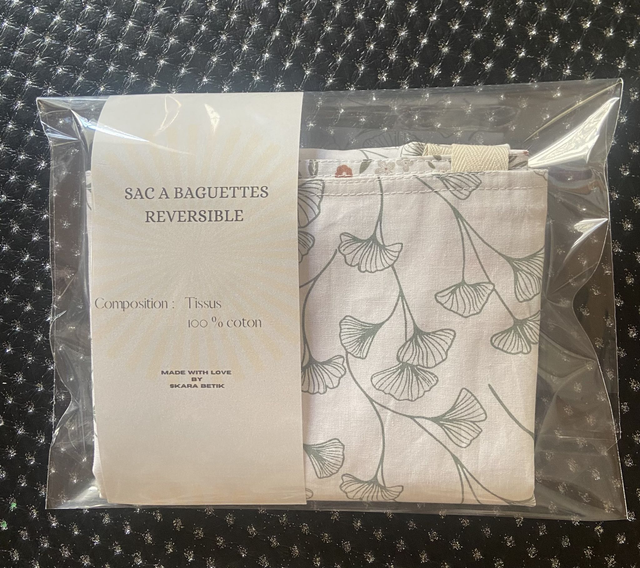 SAC A BAGUETTES
REVERSIBLE
Composition : Tissus
100 % coton
MADE WITH LOVE
BY
SKARA BETIK